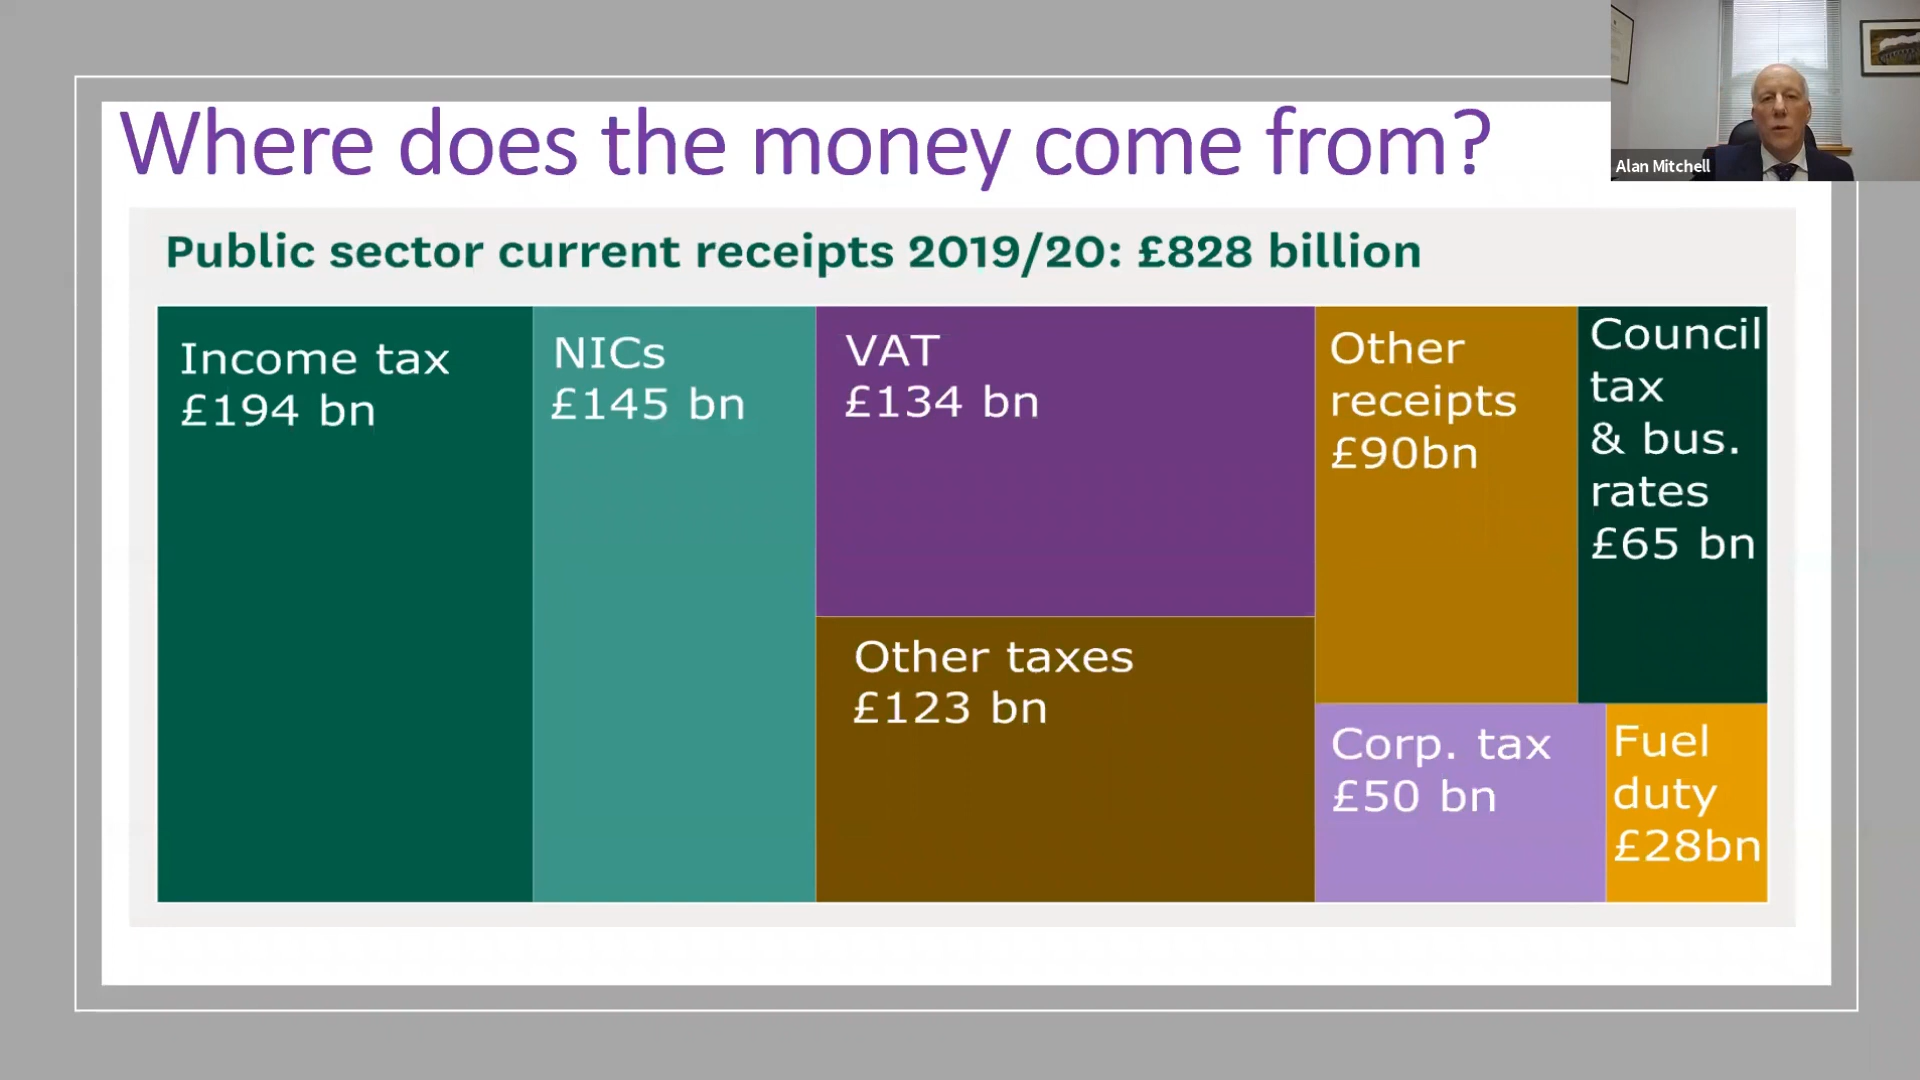 Where does the money come from?
Alan Mitchell
Public sector current receipts 2019/20: £828 billion
Income tax
£194 bn
NICs
£145 bn
VAT
£134 bn
Other taxes
£123 bn
Other
receipts
£90bn
Council
tax
& bus.
rates
£65 bn
Corp. tax
£50 bn
Fuel
duty
£28bn